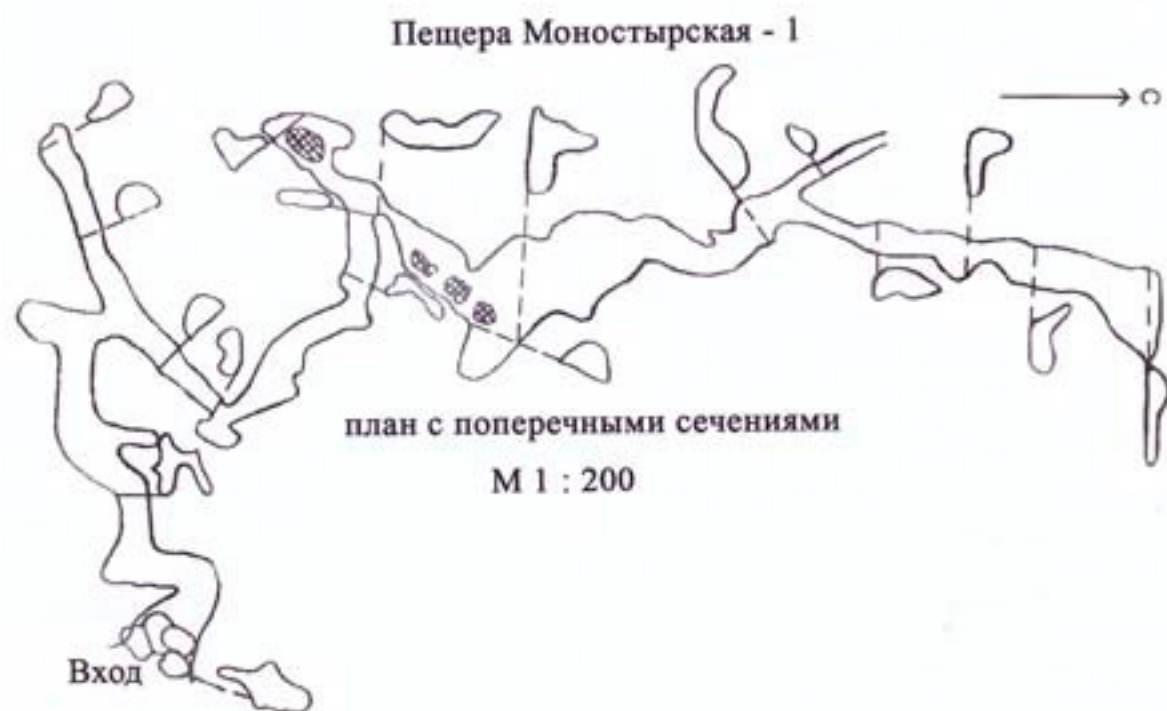 Пещера Моностырская - 1
С
план с поперечными сечениями
М 1 : 200
Вход